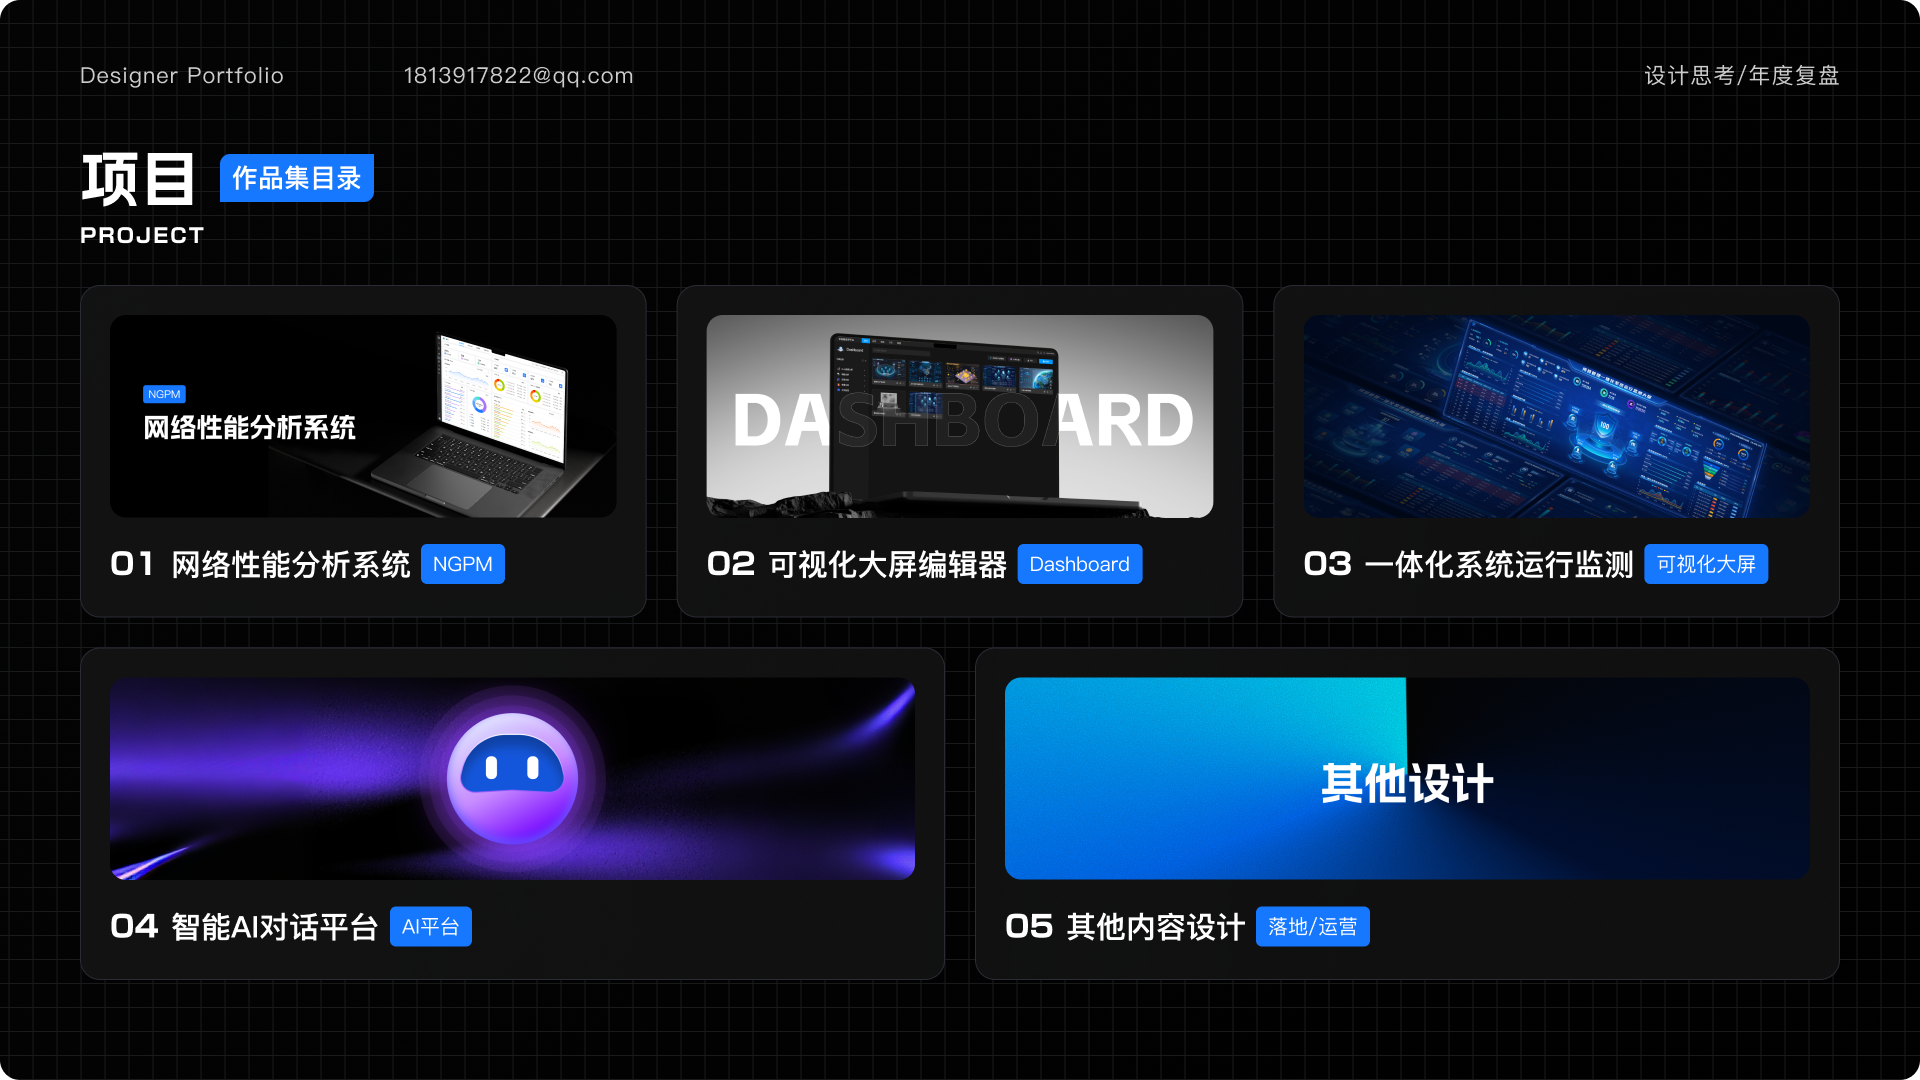 Designer Portfolio
1813917822@qq.com
设计思考/年度复盘
项目
作品集目录
PROJECT
NGPM
网络性能分析系统
01 网络性能分析系统 NGPM
DASHBOARD
02 可视化大屏编辑器 Dashboard
100
03 一体化系统运行监测 可视化大屏
04 智能AI对话平台 AI平台
其他设计
05 其他内容设计 落地/运营